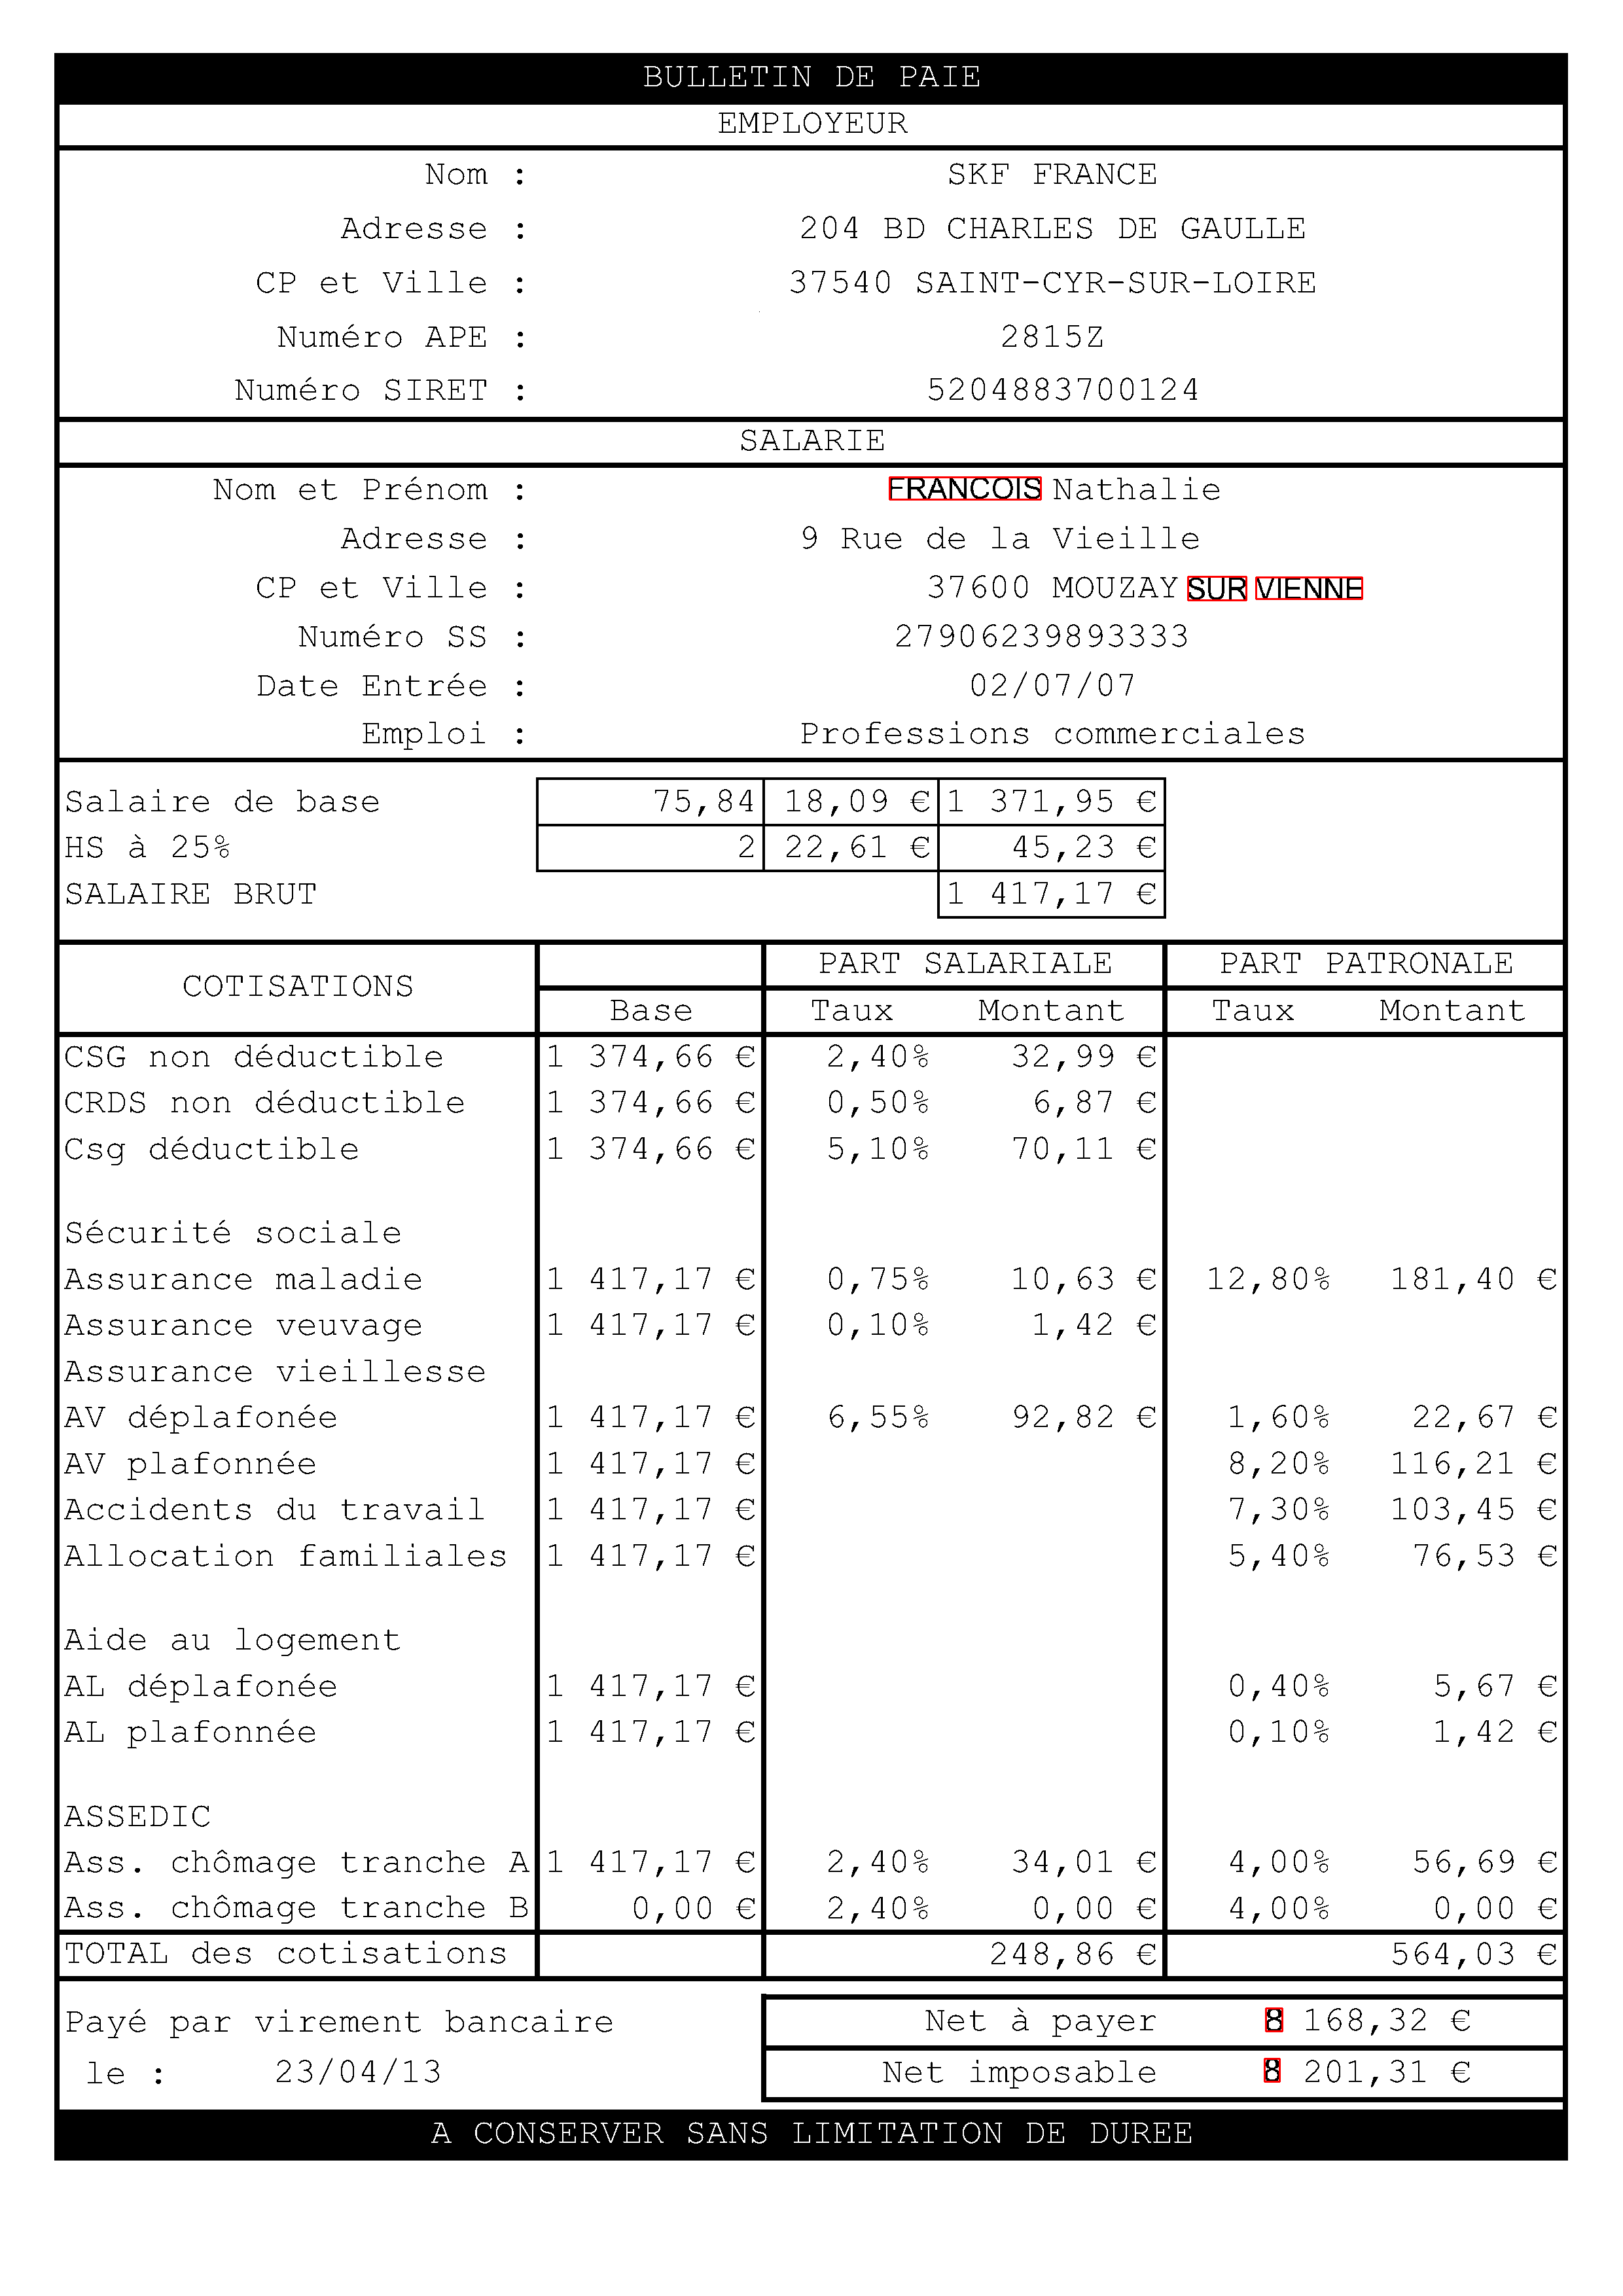 BULLETIN DE PAIE
EMPLOYEUR
Nom : SKF FRANCE
Adresse : 204 BD CHARLES DE GAULLE
CP et Ville : 37540 SAINT-CYR-SUR-LOIRE
Numéro APE : 2815Z
Numéro SIRET : 5204883700124
SALARIE
Nom et Prénom : FRANCOIS Nathalie
Adresse : 9 Rue de la Vieille
CP et Ville : 37600 MOUZAY SUR VIENNE
Numéro SS : 27906239893333
Date Entrée : 02/07/07
Emploi : Professions commerciales
Salaire de base 75,84 18,09 € 1 371,95 €
HS à 25% 2 22,61 € 45,23 €
SALAIRE BRUT 1 417,17 €
COTISATIONS PART SALARIALE PART PATRONALE
Base Taux Montant Taux Montant
CSG non déductible 1 374,66 € 2,40% 32,99 €
CRDS non déductible 1 374,66 € 0,50% 6,87 €
Csg déductible 1 374,66 € 5,10% 70,11 €
Sécurité sociale
Assurance maladie 1 417,17 € 0,75% 10,63 € 12,80% 181,40 €
Assurance veuvage 1 417,17 € 0,10% 1,42 €
Assurance vieillesse
AV déplafonée 1 417,17 € 6,55% 92,82 € 1,60% 22,67 €
AV plafonnée 1 417,17 € 8,20% 116,21 €
Accidents du travail 1 417,17 € 7,30% 103,45 €
Allocation familiales 1 417,17 € 5,40% 76,53 €
Aide au logement
AL déplafonée 1 417,17 € 0,40% 5,67 €
AL plafonnée 1 417,17 € 0,10% 1,42 €
ASSEDIC
Ass. chômage tranche A 1 417,17 € 2,40% 34,01 € 4,00% 56,69 €
Ass. chômage tranche B 0,00 € 2,40% 0,00 € 4,00% 0,00 €
TOTAL des cotisations 248,86 € 564,03 €
Payé par virement bancaire Net à payer 8 168,32 €
le : 23/04/13 Net imposable 8 201,31 €
A CONSERVER SANS LIMITATION DE DUREE